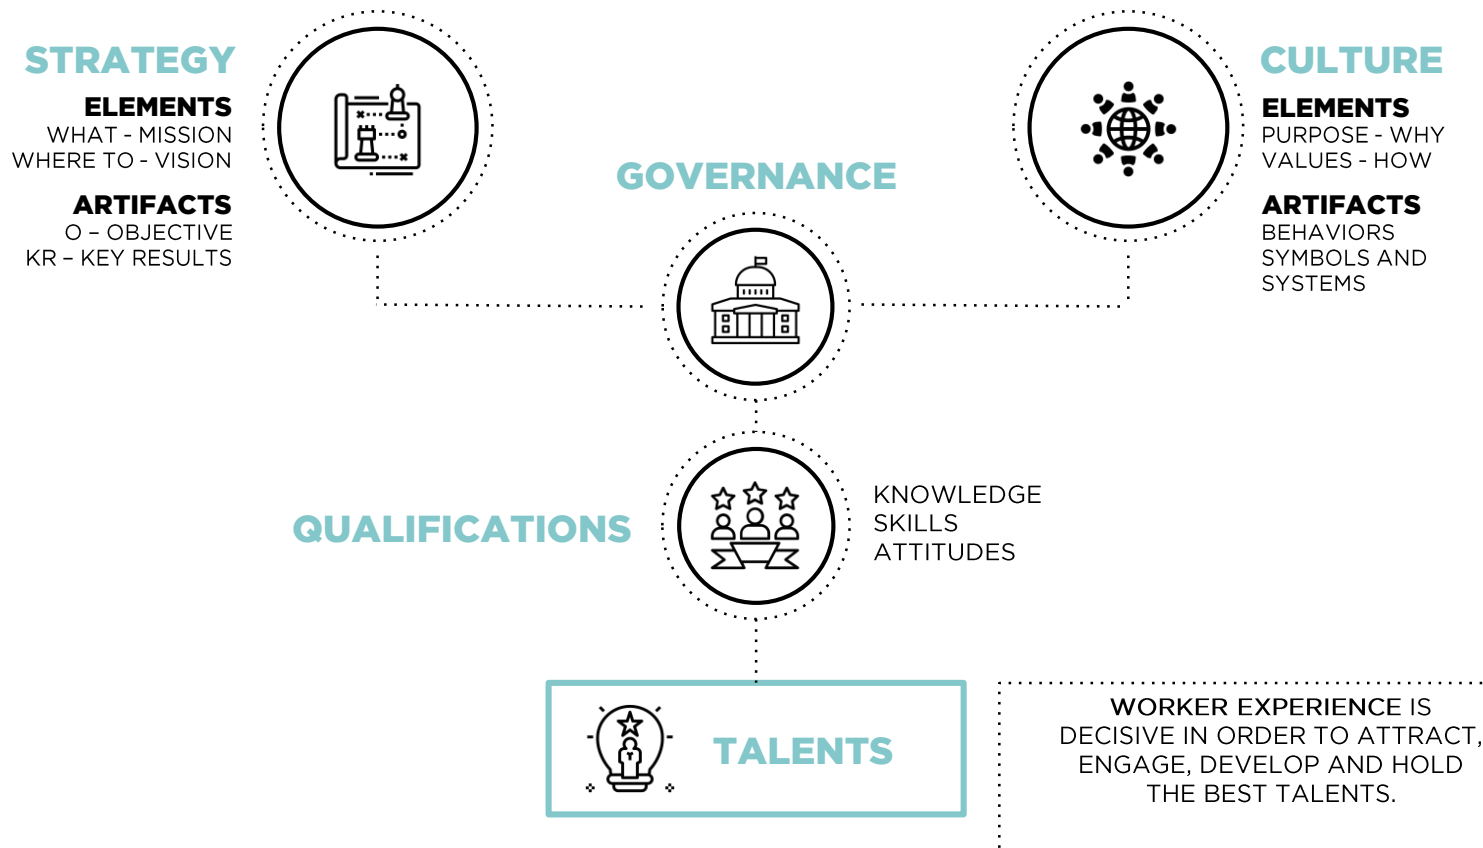 STRATEGY
ELEMENTS
WHAT - MISSION
WHERE TO - VISION
ARTIFACTS
O – OBJECTIVE
KR – KEY RESULTS
GOVERNANCE
CULTURE
ELEMENTS
PURPOSE - WHY
VALUES - HOW
ARTIFACTS
BEHAVIORS
SYMBOLS AND
SYSTEMS
QUALIFICATIONS
KNOWLEDGE
SKILLS
ATTITUDES
TALENTS
WORKER EXPERIENCE IS
DECISIVE IN ORDER TO ATTRACT,
ENGAGE, DEVELOP AND HOLD
THE BEST TALENTS.